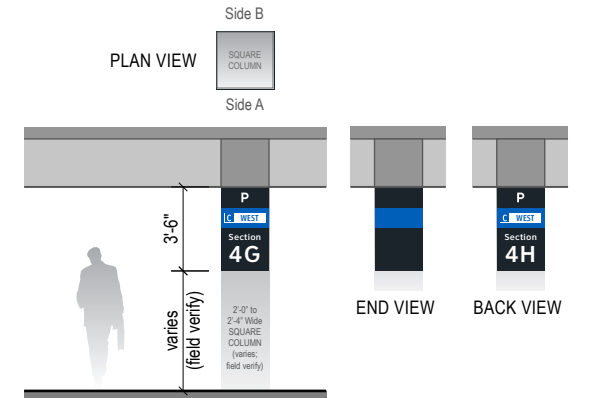 Side B
PLAN VIEW
SQUARE
COLUMN
Side A
3'-6"
varies
(field verify)
P
C WEST
Section
4G
2'-0" to
2'-4" Wide
SQUARE
COLUMN
(varies;
field verify)
END VIEW
P
C WEST
Section
4H
BACK VIEW